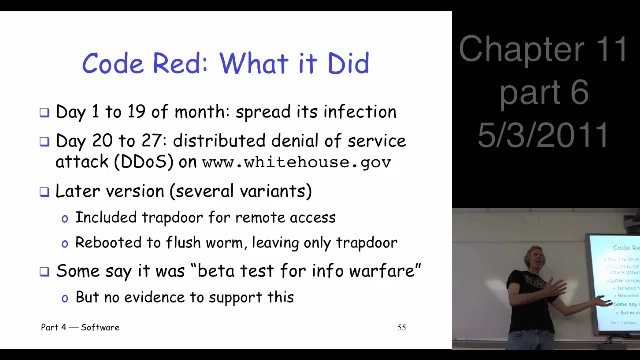 Code Red: What it Did
Day 1 to 19 of month: spread its infection
Day 20 to 27: distributed denial of service
attack (DDoS) on www.whitehouse.gov
Later version (several variants)
Included trapdoor for remote access
Rebooted to flush worm, leaving only trapdoor
Some say it was "beta test for info warfare"
But no evidence to support this
Part 4 — Software
55
Chapter 11
part 6
5/3/2011
Code Red: